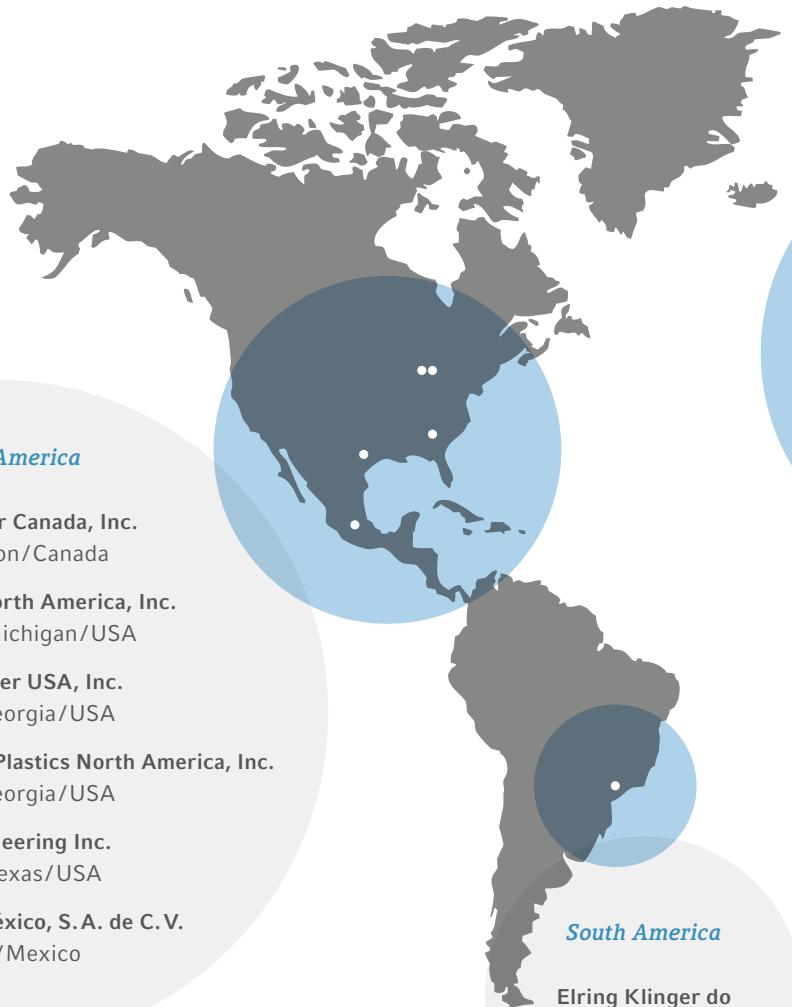 America
r Canada, Inc.
on/Canada
orth America, Inc.
ichigan/USA
er USA, Inc.
eorgia/USA
Plastics North America, Inc.
eorgia/USA
eering Inc.
exas/USA
éxico, S.A. de C.V.
/Mexico
South America
Elring Klinger do